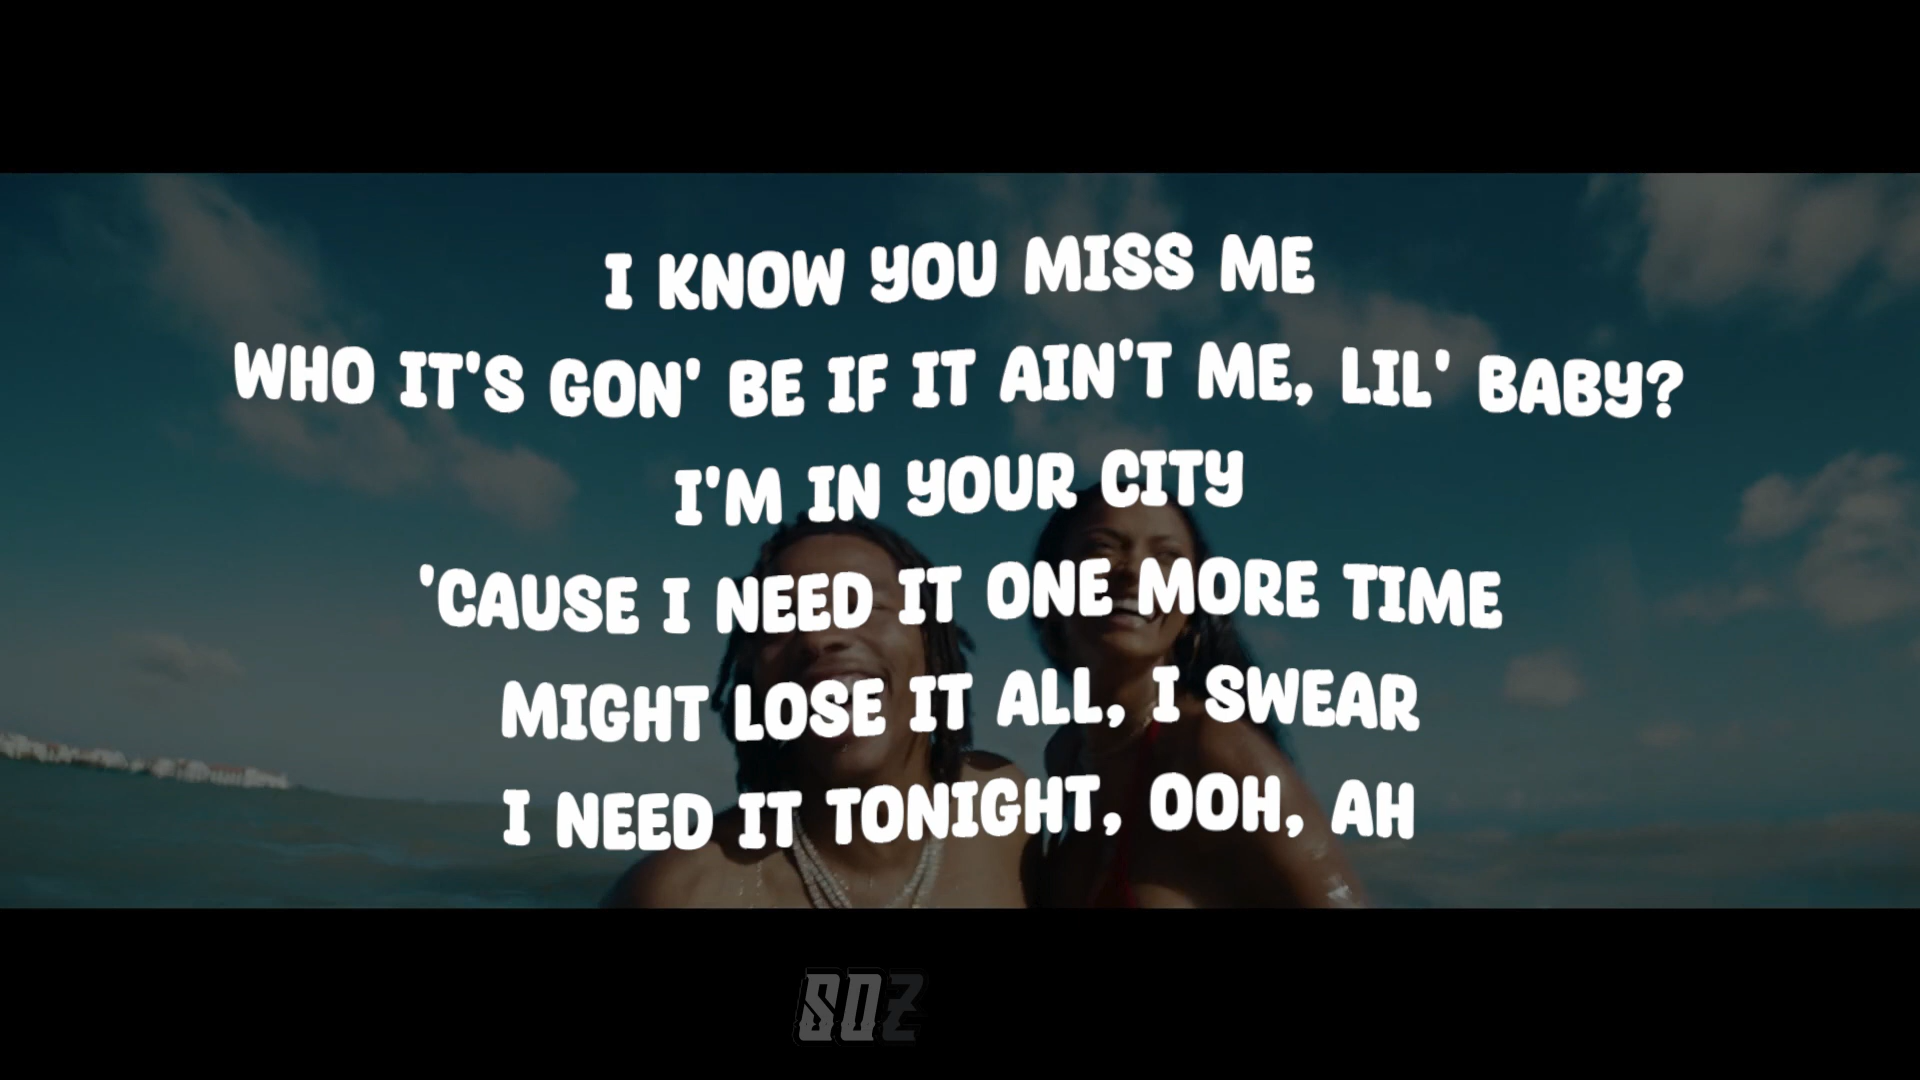 I KNOW YOU MISS ME
WHO IT'S GON' BE IF IT AIN'T ME, LIL' BABY?
I'M IN YOUR CITY
'CAUSE I NEED IT ONE MORE TIME
MIGHT LOSE IT ALL, I SWEAR
I NEED IT TONIGHT, OOH, AH
SDZ